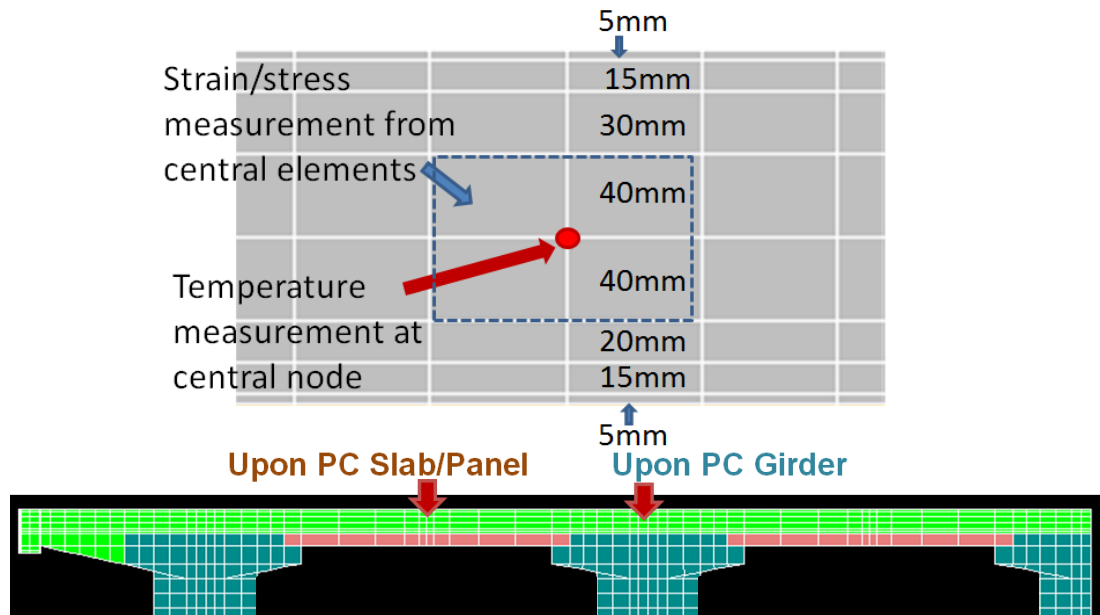 5mm
Strain/stress
15mm
measurement from
30mm
central elements
40mm
Temperature
40mm
measurement at
20mm
central node
15mm
5mm
Upon PC Slab/Panel
Upon PC Girder